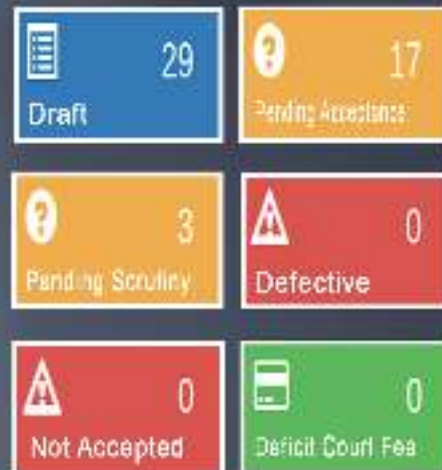 29
Draft
17
Pending Acceptance
3
Pending Scrutiny
0
Defective
0
Not Accepted
0
Deficit Court Fee